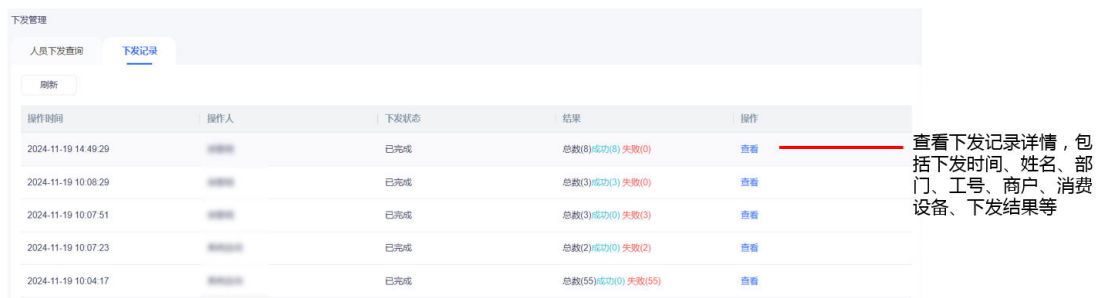 下发管理
人员下发查询 下发记录
刷新
操作时间 操作人 下发状态 结果 操作
2024-11-19 14:49:29 已完成 总数(8)成功(8) 失败(0) 查看
2024-11-19 10:08:29 已完成 总数(3)成功(3) 失败(0) 查看
2024-11-19 10:07:51 已完成 总数(3)成功(0) 失败(3) 查看
2024-11-19 10:07:23 已完成 总数(2)成功(0) 失败(2) 查看
2024-11-19 10:04:17 已完成 总数(55)成功(0) 失败(55) 查看
查看下发记录详情，包
括下发时间、姓名、部
门、工号、商户、消费
设备、下发结果等